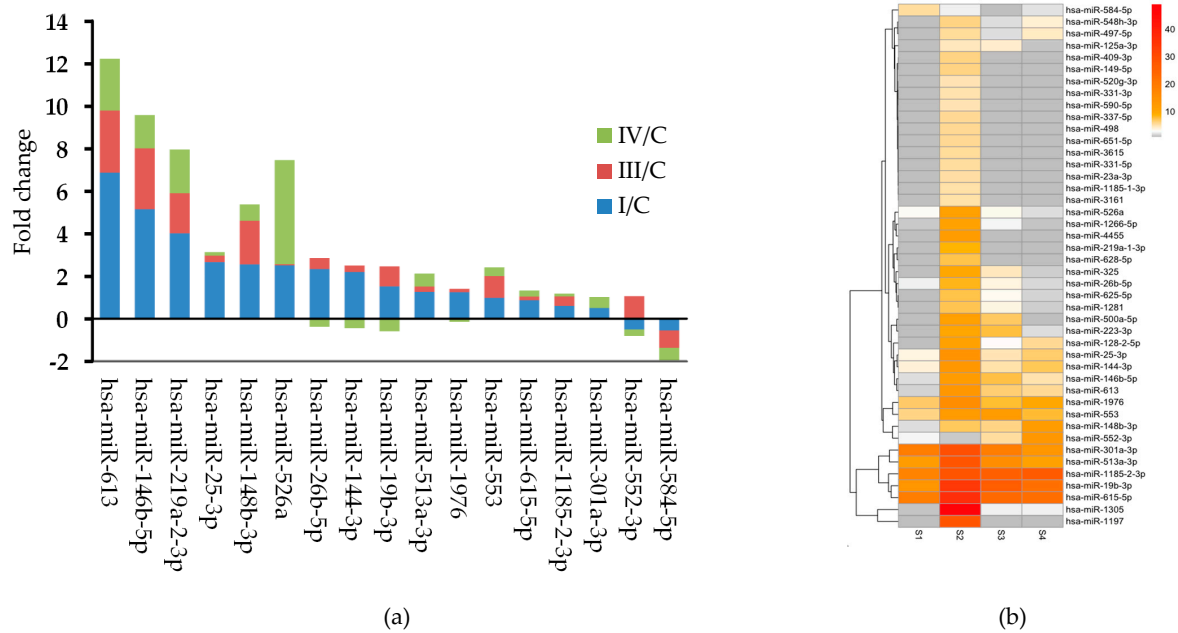 14
12
10
8
6
4
2
0
-2
Fold change
IV/C
III/C
I/C
hsa-miR-613
hsa-miR-146b-5p
hsa-miR-219a-2-3p
hsa-miR-25-3p
hsa-miR-148b-3p
hsa-miR-526a
hsa-miR-26b-5p
hsa-miR-144-3p
hsa-miR-19b-3p
hsa-miR-513a-3p
hsa-miR-1976
hsa-miR-553
hsa-miR-615-5p
hsa-miR-1185-2-3p
hsa-miR-301a-3p
hsa-miR-552-3p
hsa-miR-584-5p
(a)
hsa-miR-584-5p
hsa-miR-548h-3p
hsa-miR-497-5p
hsa-miR-125a-3p
hsa-miR-409-3p
hsa-miR-149-5p
hsa-miR-520g-3p
hsa-miR-331-3p
hsa-miR-590-5p
hsa-miR-337-5p
hsa-miR-498
hsa-miR-651-5p
hsa-miR-3615
hsa-miR-331-5p
hsa-miR-23a-3p
hsa-miR-1185-1-3p
hsa-miR-3161
hsa-miR-526a
hsa-miR-1266-5p
hsa-miR-4455
hsa-miR-219a-1-3p
hsa-miR-628-5p
hsa-miR-325
hsa-miR-26b-5p
hsa-miR-625-5p
hsa-miR-1281
hsa-miR-500a-5p
hsa-miR-223-3p
hsa-miR-128-2-5p
hsa-miR-25-3p
hsa-miR-144-3p
hsa-miR-146b-5p
hsa-miR-613
hsa-miR-1976
hsa-miR-553
hsa-miR-148b-3p
hsa-miR-552-3p
hsa-miR-301a-3p
hsa-miR-513a-3p
hsa-miR-1185-2-3p
hsa-miR-19b-3p
hsa-miR-615-5p
hsa-miR-1305
hsa-miR-1197
S1
S2
S3
S4
40
30
20
10
(b)